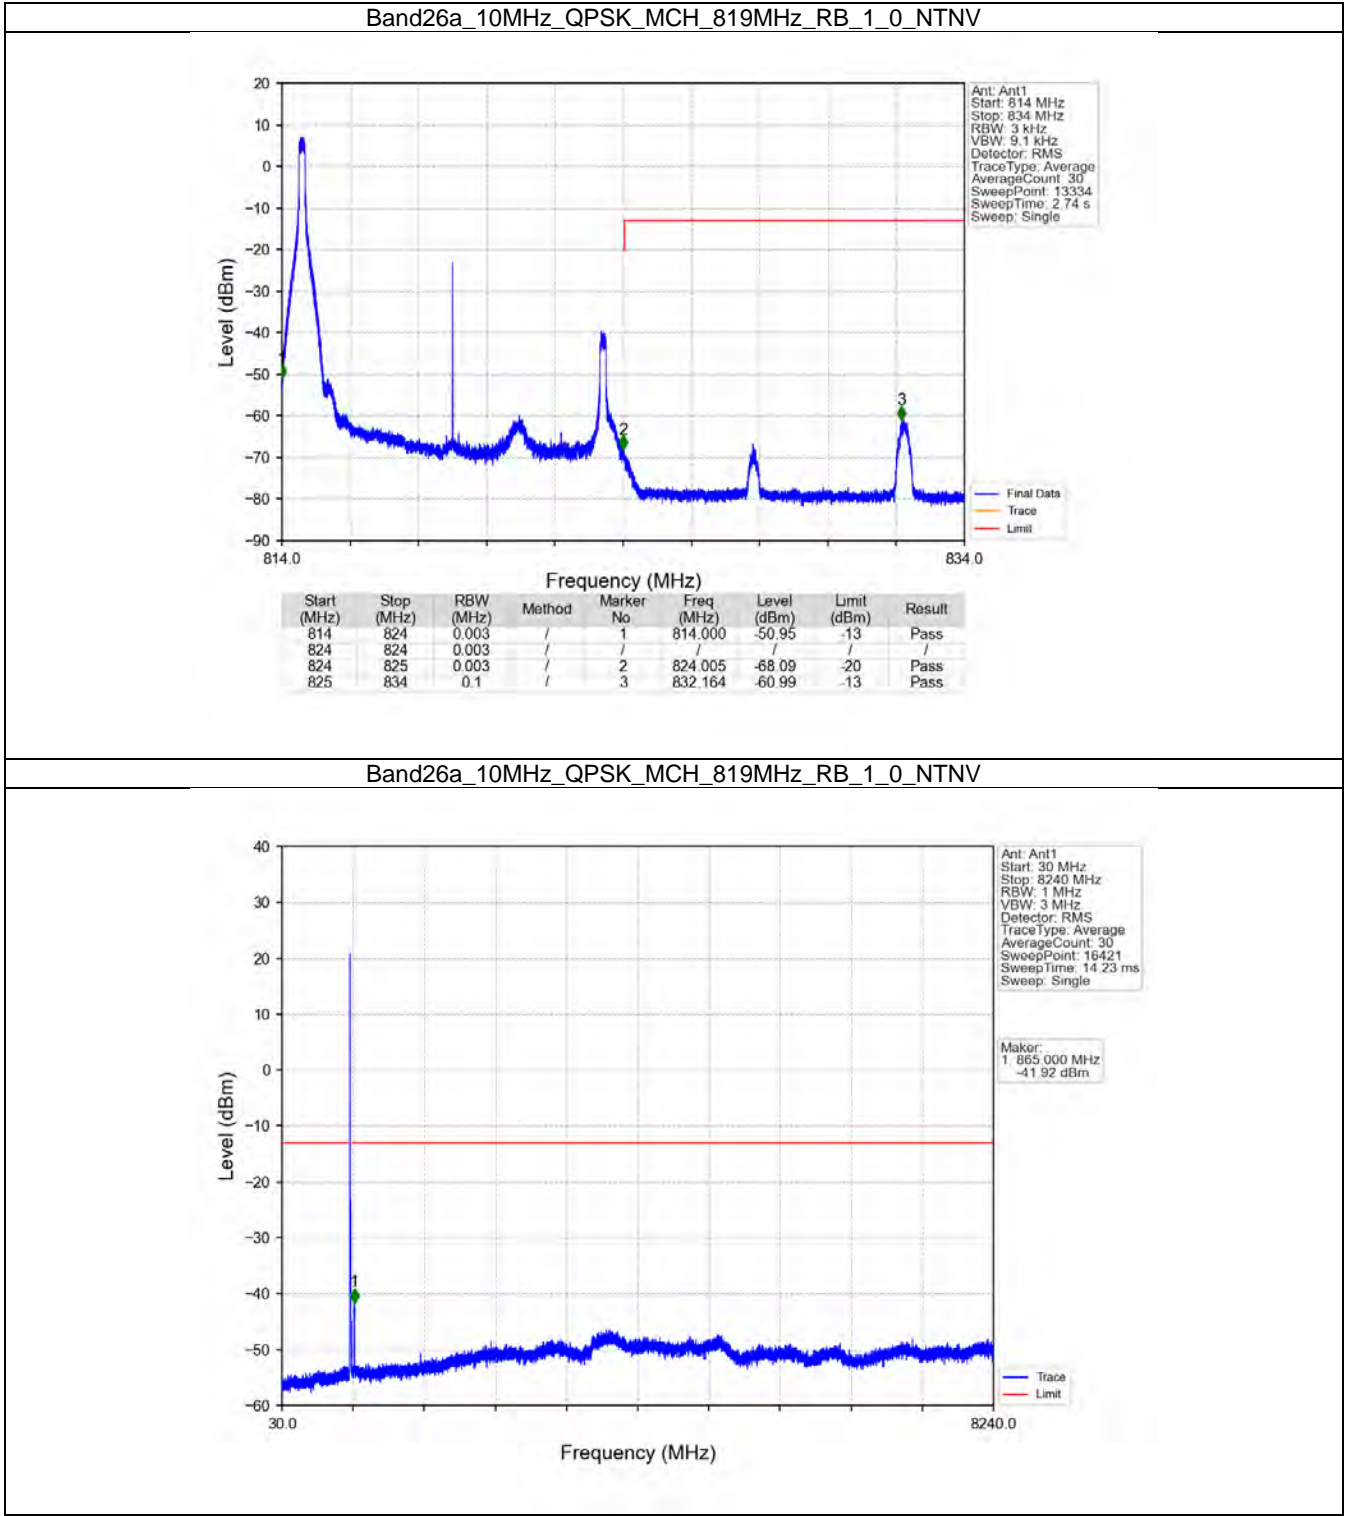 Band26a_10MHz_QPSK_MCH_819MHz_RB_1_0_NTNV
20
10
0
−10
−20
−30
−40
−50
−60
−70
−80
−90
Level (dBm)
1
2
3
814.0
834.0
Frequency (MHz)
Ant: Ant1
Start: 814 MHz
Stop: 834 MHz
RBW: 3 kHz
VBW: 9.1 kHz
Detector: RMS
TraceType: Average
AverageCount: 30
SweepPoint: 13334
SweepTime: 2.74 s
Sweep: Single
Final Data
Trace
Limit
Start (MHz) Stop (MHz) RBW (MHz) Method Marker No Freq (MHz) Level (dBm) Limit (dBm) Result
814 824 0.003 / 1 814.000 -50.95 -13 Pass
824 824 0.003 / / / / / /
824 825 0.003 / 2 824.005 -68.09 -20 Pass
825 834 0.1 / 3 832.164 -60.99 -13 Pass
Band26a_10MHz_QPSK_MCH_819MHz_RB_1_0_NTNV
40
30
20
10
0
−10
−20
−30
−40
−50
−60
Level (dBm)
1
30.0
8240.0
Frequency (MHz)
Ant: Ant1
Start: 30 MHz
Stop: 8240 MHz
RBW: 1 MHz
VBW: 3 MHz
Detector: RMS
TraceType: Average
AverageCount: 30
SweepPoint: 16421
SweepTime: 14.23 ms
Sweep: Single
Maker:
1 865.000 MHz
-41.92 dBm
Trace
Limit